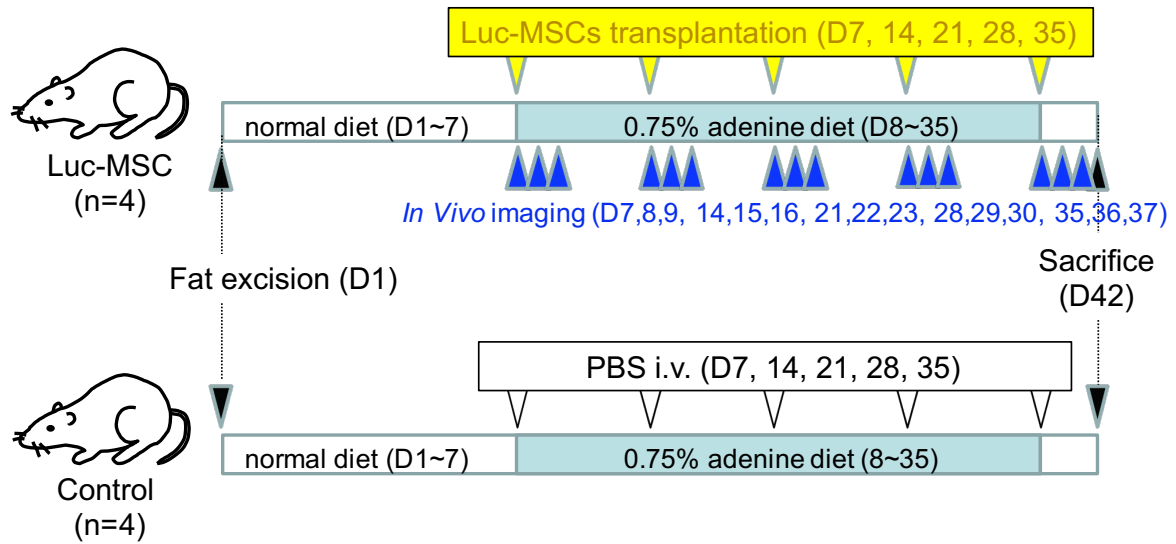 Luc-MSCs transplantation (D7, 14, 21, 28, 35)
normal diet (D1~7)
0.75% adenine diet (D8~35)
Luc-MSC
(n=4)
In Vivo imaging (D7,8,9, 14,15,16, 21,22,23, 28,29,30, 35,36,37)
Fat excision (D1)
Sacrifice
(D42)
PBS i.v. (D7, 14, 21, 28, 35)
normal diet (D1~7)
0.75% adenine diet (8~35)
Control
(n=4)